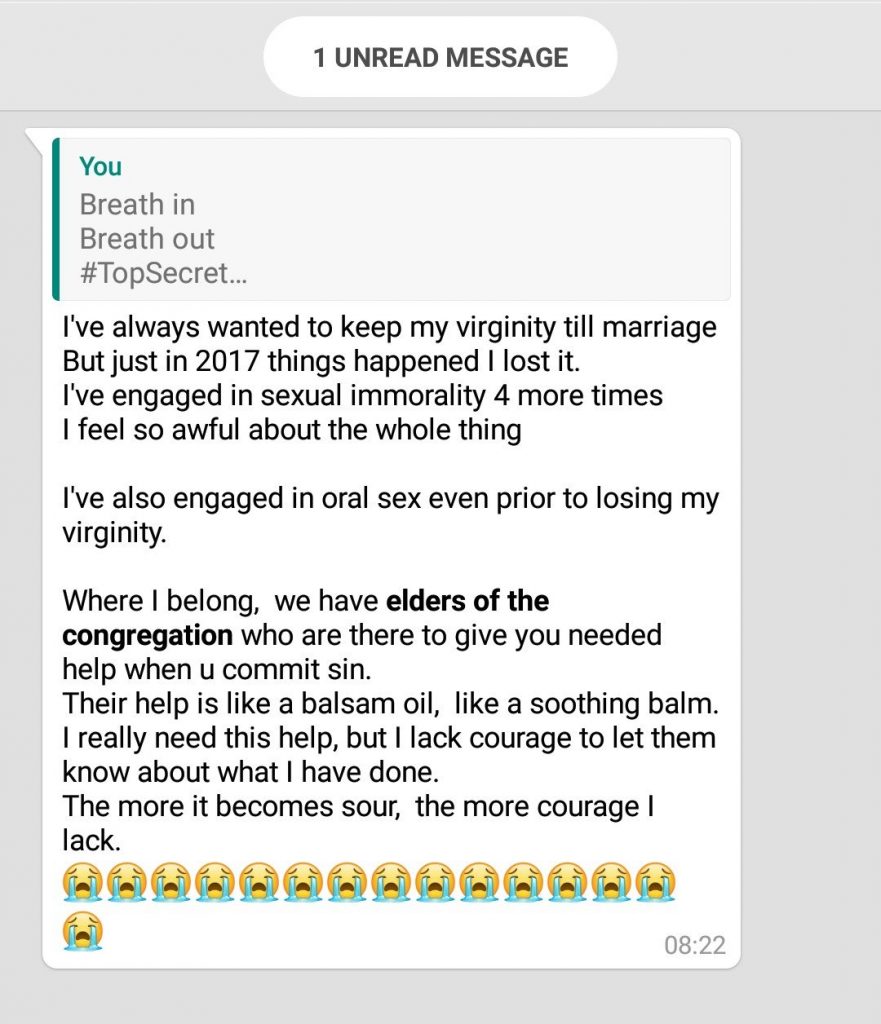 1 UNREAD MESSAGE
You
Breath in
Breath out
#TopSecret...
I've always wanted to keep my virginity till marriage
But just in 2017 things happened I lost it.
I've engaged in sexual immorality 4 more times
I feel so awful about the whole thing
I've also engaged in oral sex even prior to losing my
virginity.
Where I belong,  we have elders of the
congregation who are there to give you needed
help when u commit sin.
Their help is like a balsam oil,  like a soothing balm.
I really need this help, but I lack courage to let them
know about what I have done.
The more it becomes sour,  the more courage I
lack.
😭😭😭😭😭😭😭😭😭😭😭😭😭😭
😭
08:22